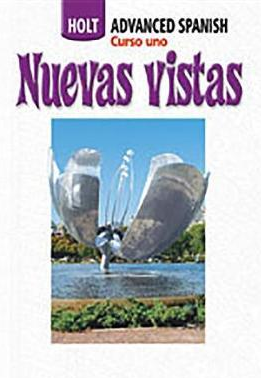 HOLT ADVANCED SPANISH
Curso uno
Nuevas vistas